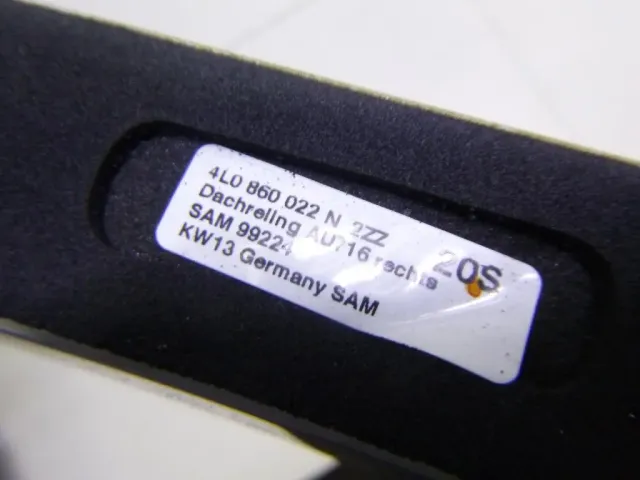 4L0 860 022 N 2ZZ
Dachreling AU716 rechts
SAM 99224
KW13 Germany SAM
20S